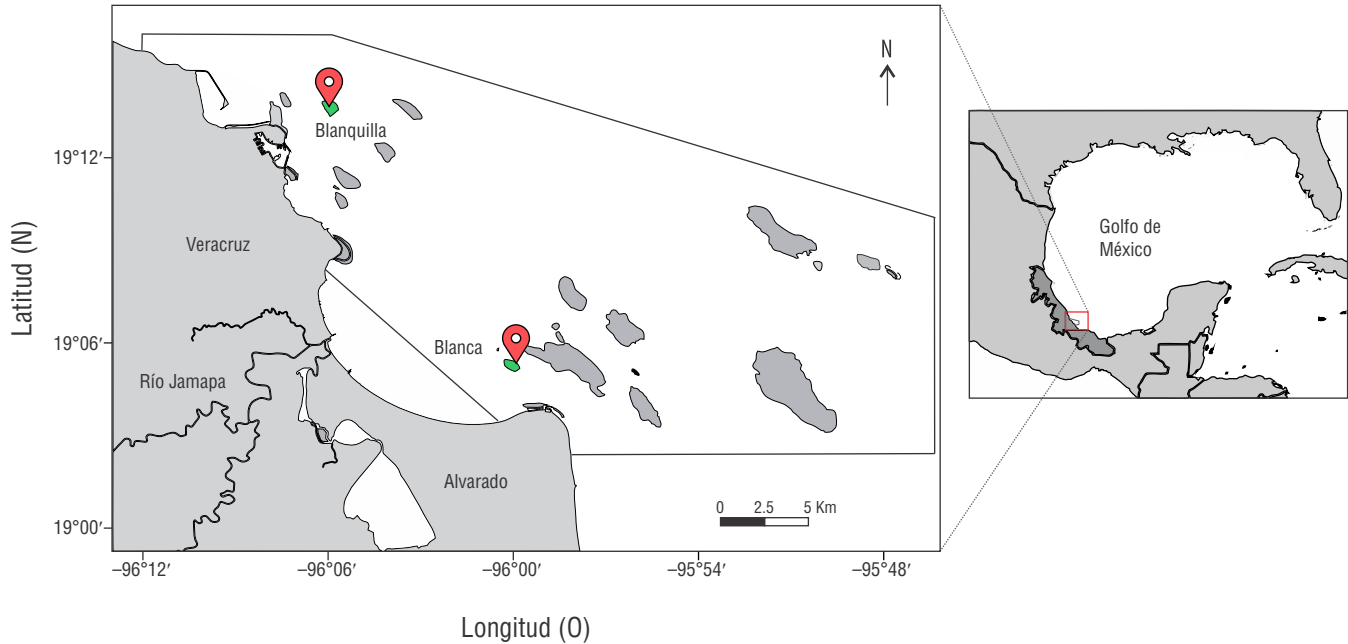 N
Blanquilla
19°12′
Veracruz
Golfo de
México
Latitud (N)
19°06′
Blanca
Río Jamapa
Alvarado
0 2.5 5 Km
19°00′
–96°12′ –96°06′ –96°00′ –95°54′ –95°48′
Longitud (O)